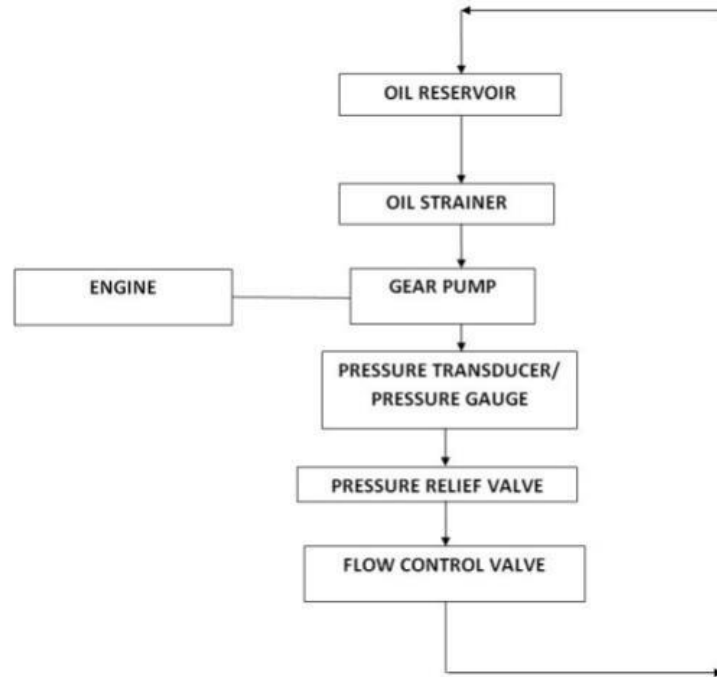 OIL RESERVOIR
OIL STRAINER
ENGINE
GEAR PUMP
PRESSURE TRANSDUCER/
PRESSURE GAUGE
PRESSURE RELIEF VALVE
FLOW CONTROL VALVE